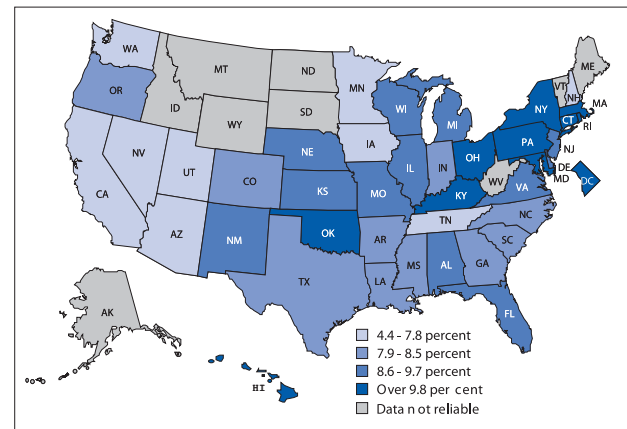 WA
MT
ND
MN
ME
VT
NH
MA
OR
ID
SD
WI
MI
NY
CT
RI
WY
IA
NE
PA
NJ
NV
UT
CO
IL
IN
OH
DE
MD
DC
WV
VA
CA
KS
MO
KY
NC
TN
AZ
NM
OK
AR
SC
MS
AL
GA
TX
LA
FL
AK
HI
4.4 - 7.8 percent
7.9 - 8.5 percent
8.6 - 9.7 percent
Over 9.8 per cent
Data n ot reliable